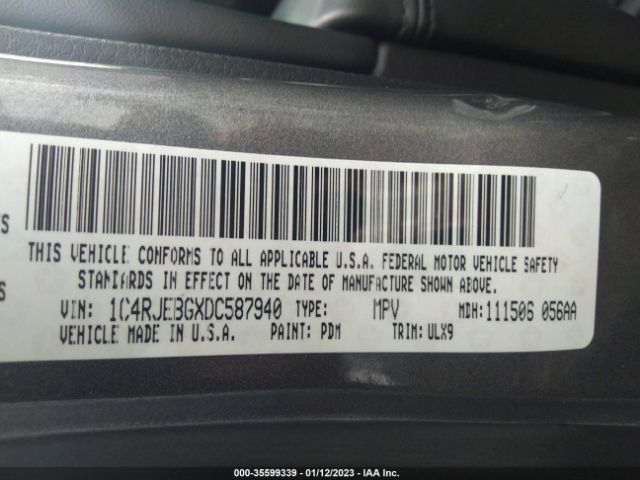 ES
THIS VEHICLE CONFORMS TO ALL APPLICABLE U.S.A. FEDERAL MOTOR VEHICLE SAFETY
S STANDARDS IN EFFECT ON THE DATE OF MANUFACTURE SHOWN ABOVE.
VIN: 1C4RJEBGXDC587940 TYPE: MPV MDH:111506 056AA
VEHICLE MADE IN U.S.A. PAINT: PDM TRIM: ULX9
000-35599339 - 01/12/2023 - IAA Inc.